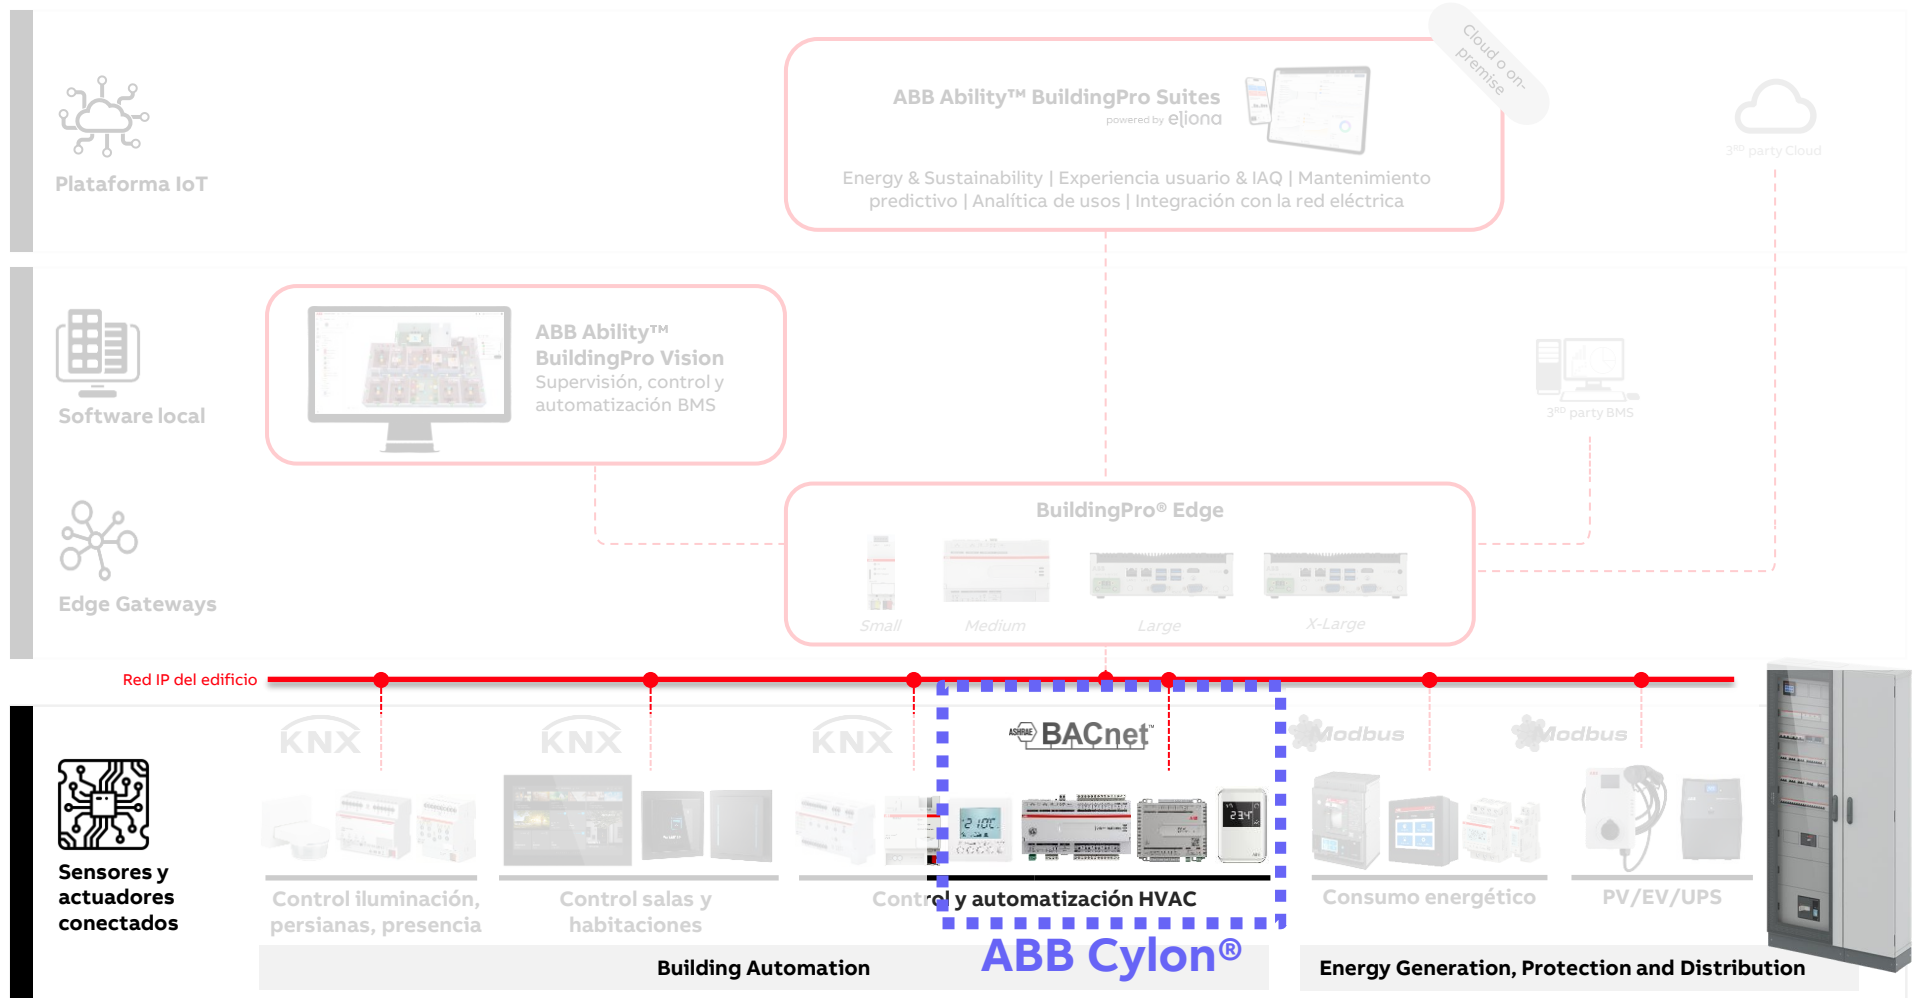 Cloud o on-
premise
ABB Ability™ BuildingPro Suites
powered by eliona
Energy & Sustainability | Experiencia usuario & IAQ | Mantenimiento
predictivo | Analítica de usos | Integración con la red eléctrica
3RD party Cloud
Plataforma IoT
ABB Ability™
BuildingPro Vision
Supervisión, control y
automatización BMS
3RD party BMS
Software local
BuildingPro® Edge
Small
Medium
Large
X-Large
Edge Gateways
Red IP del edificio
KNX
KNX
KNX
ASHRAE BACnet™
Modbus
Modbus
Sensores y
actuadores
conectados
Control iluminación,
persianas, presencia
Control salas y
habitaciones
Control y automatización HVAC
Consumo energético
PV/EV/UPS
ABB Cylon®
Building Automation
Energy Generation, Protection and Distribution